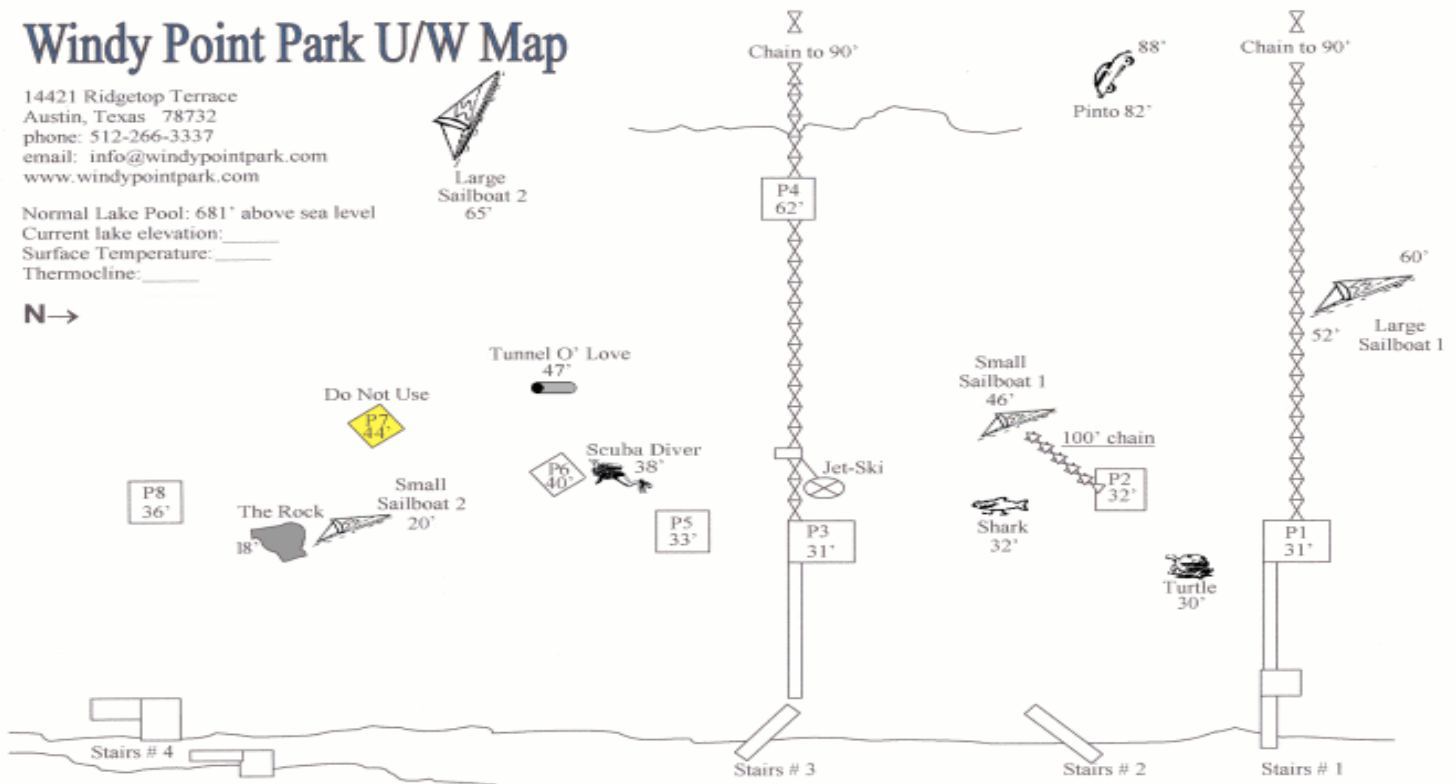 Windy Point Park U/W Map
14421 Ridgetop Terrace
Austin, Texas 78732
phone: 512-266-3337
email: info@windypointpark.com
www.windypointpark.com
Normal Lake Pool: 681' above sea level
Current lake elevation:_____
Surface Temperature:_____
Thermocline:_____
N→
Chain to 90'
Chain to 90'
88'
Pinto 82'
Large
Sailboat 2
65'
P4
62'
60'
52'
Large
Sailboat 1
Tunnel O' Love
47'
Small
Sailboat 1
46'
Do Not Use
P7
44'
100' chain
Scuba Diver
38'
P6
40'
Jet-Ski
P2
32'
P8
36'
Small
Sailboat 2
20'
The Rock
18'
P5
33'
P3
31'
Shark
32'
P1
31'
Turtle
30'
Stairs # 4
Stairs # 3
Stairs # 2
Stairs # 1